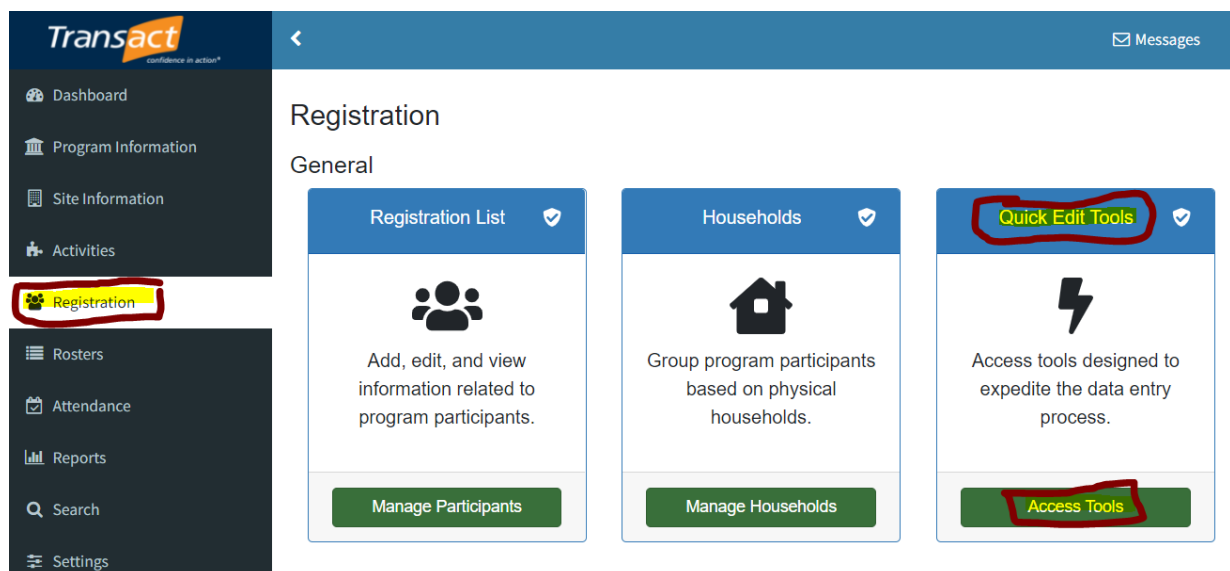 Transact
confidence in action®
Messages
Dashboard
Program Information
Site Information
Activities
Registration
Rosters
Attendance
Reports
Search
Settings
Registration
General
Registration List
Add, edit, and view
information related to
program participants.
Manage Participants
Households
Group program participants
based on physical
households.
Manage Households
Quick Edit Tools
Access tools designed to
expedite the data entry
process.
Access Tools